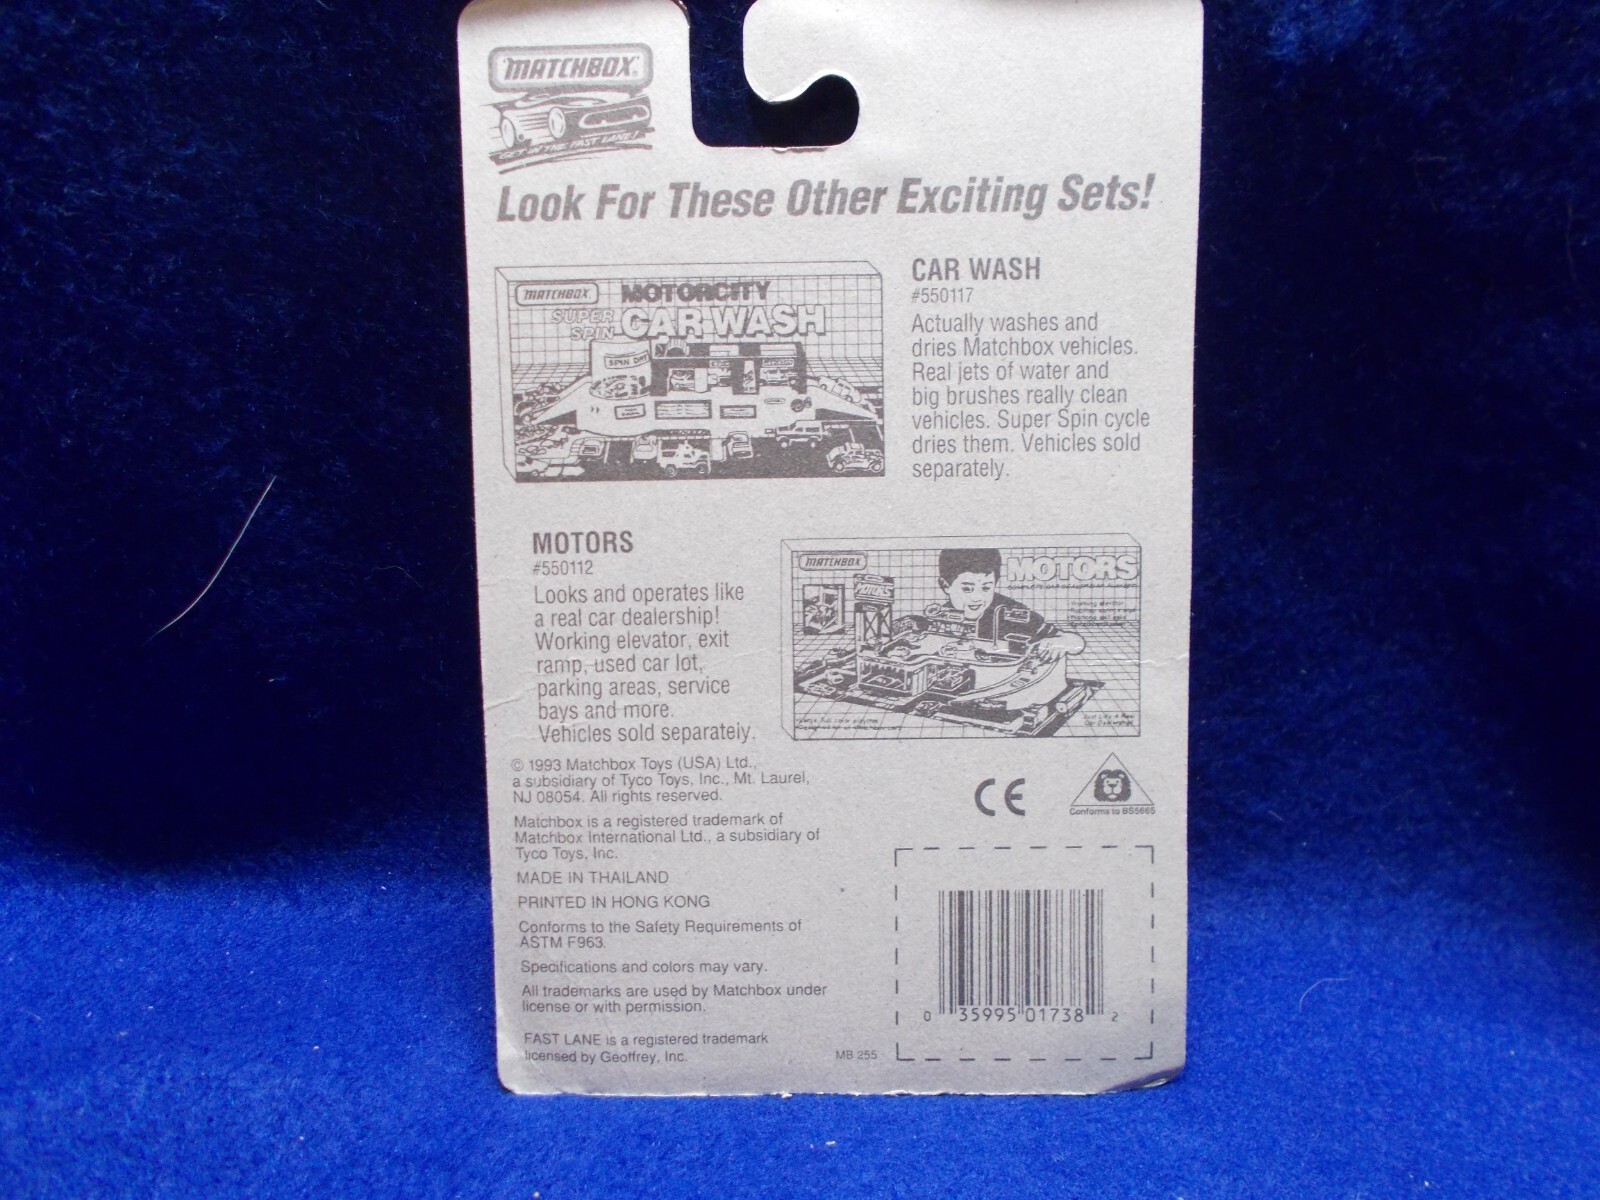 MATCHBOX
GET IN THE FAST LANE!
Look For These Other Exciting Sets!
MATCHBOX
MOTORCITY
SUPER SPIN
CAR WASH
SPIN DRY
CAR WASH
#550117
Actually washes and
dries Matchbox vehicles.
Real jets of water and
big brushes really clean
vehicles. Super Spin cycle
dries them. Vehicles sold
separately.
MOTORS
#550112
Looks and operates like
a real car dealership!
Working elevator, exit
ramp, used car lot,
parking areas, service
bays and more.
Vehicles sold separately.
MATCHBOX
MOTORS
© 1993 Matchbox Toys (USA) Ltd.,
a subsidiary of Tyco Toys, Inc., Mt. Laurel,
NJ 08054. All rights reserved.
Matchbox is a registered trademark of
Matchbox International Ltd., a subsidiary of
Tyco Toys, Inc.
MADE IN THAILAND
PRINTED IN HONG KONG
Conforms to the Safety Requirements of
ASTM F963.
Specifications and colors may vary.
All trademarks are used by Matchbox under
license or with permission.
FAST LANE is a registered trademark
licensed by Geoffrey, Inc.
MB 255
CE
Conforms to BS5665
0 35995 01738 2